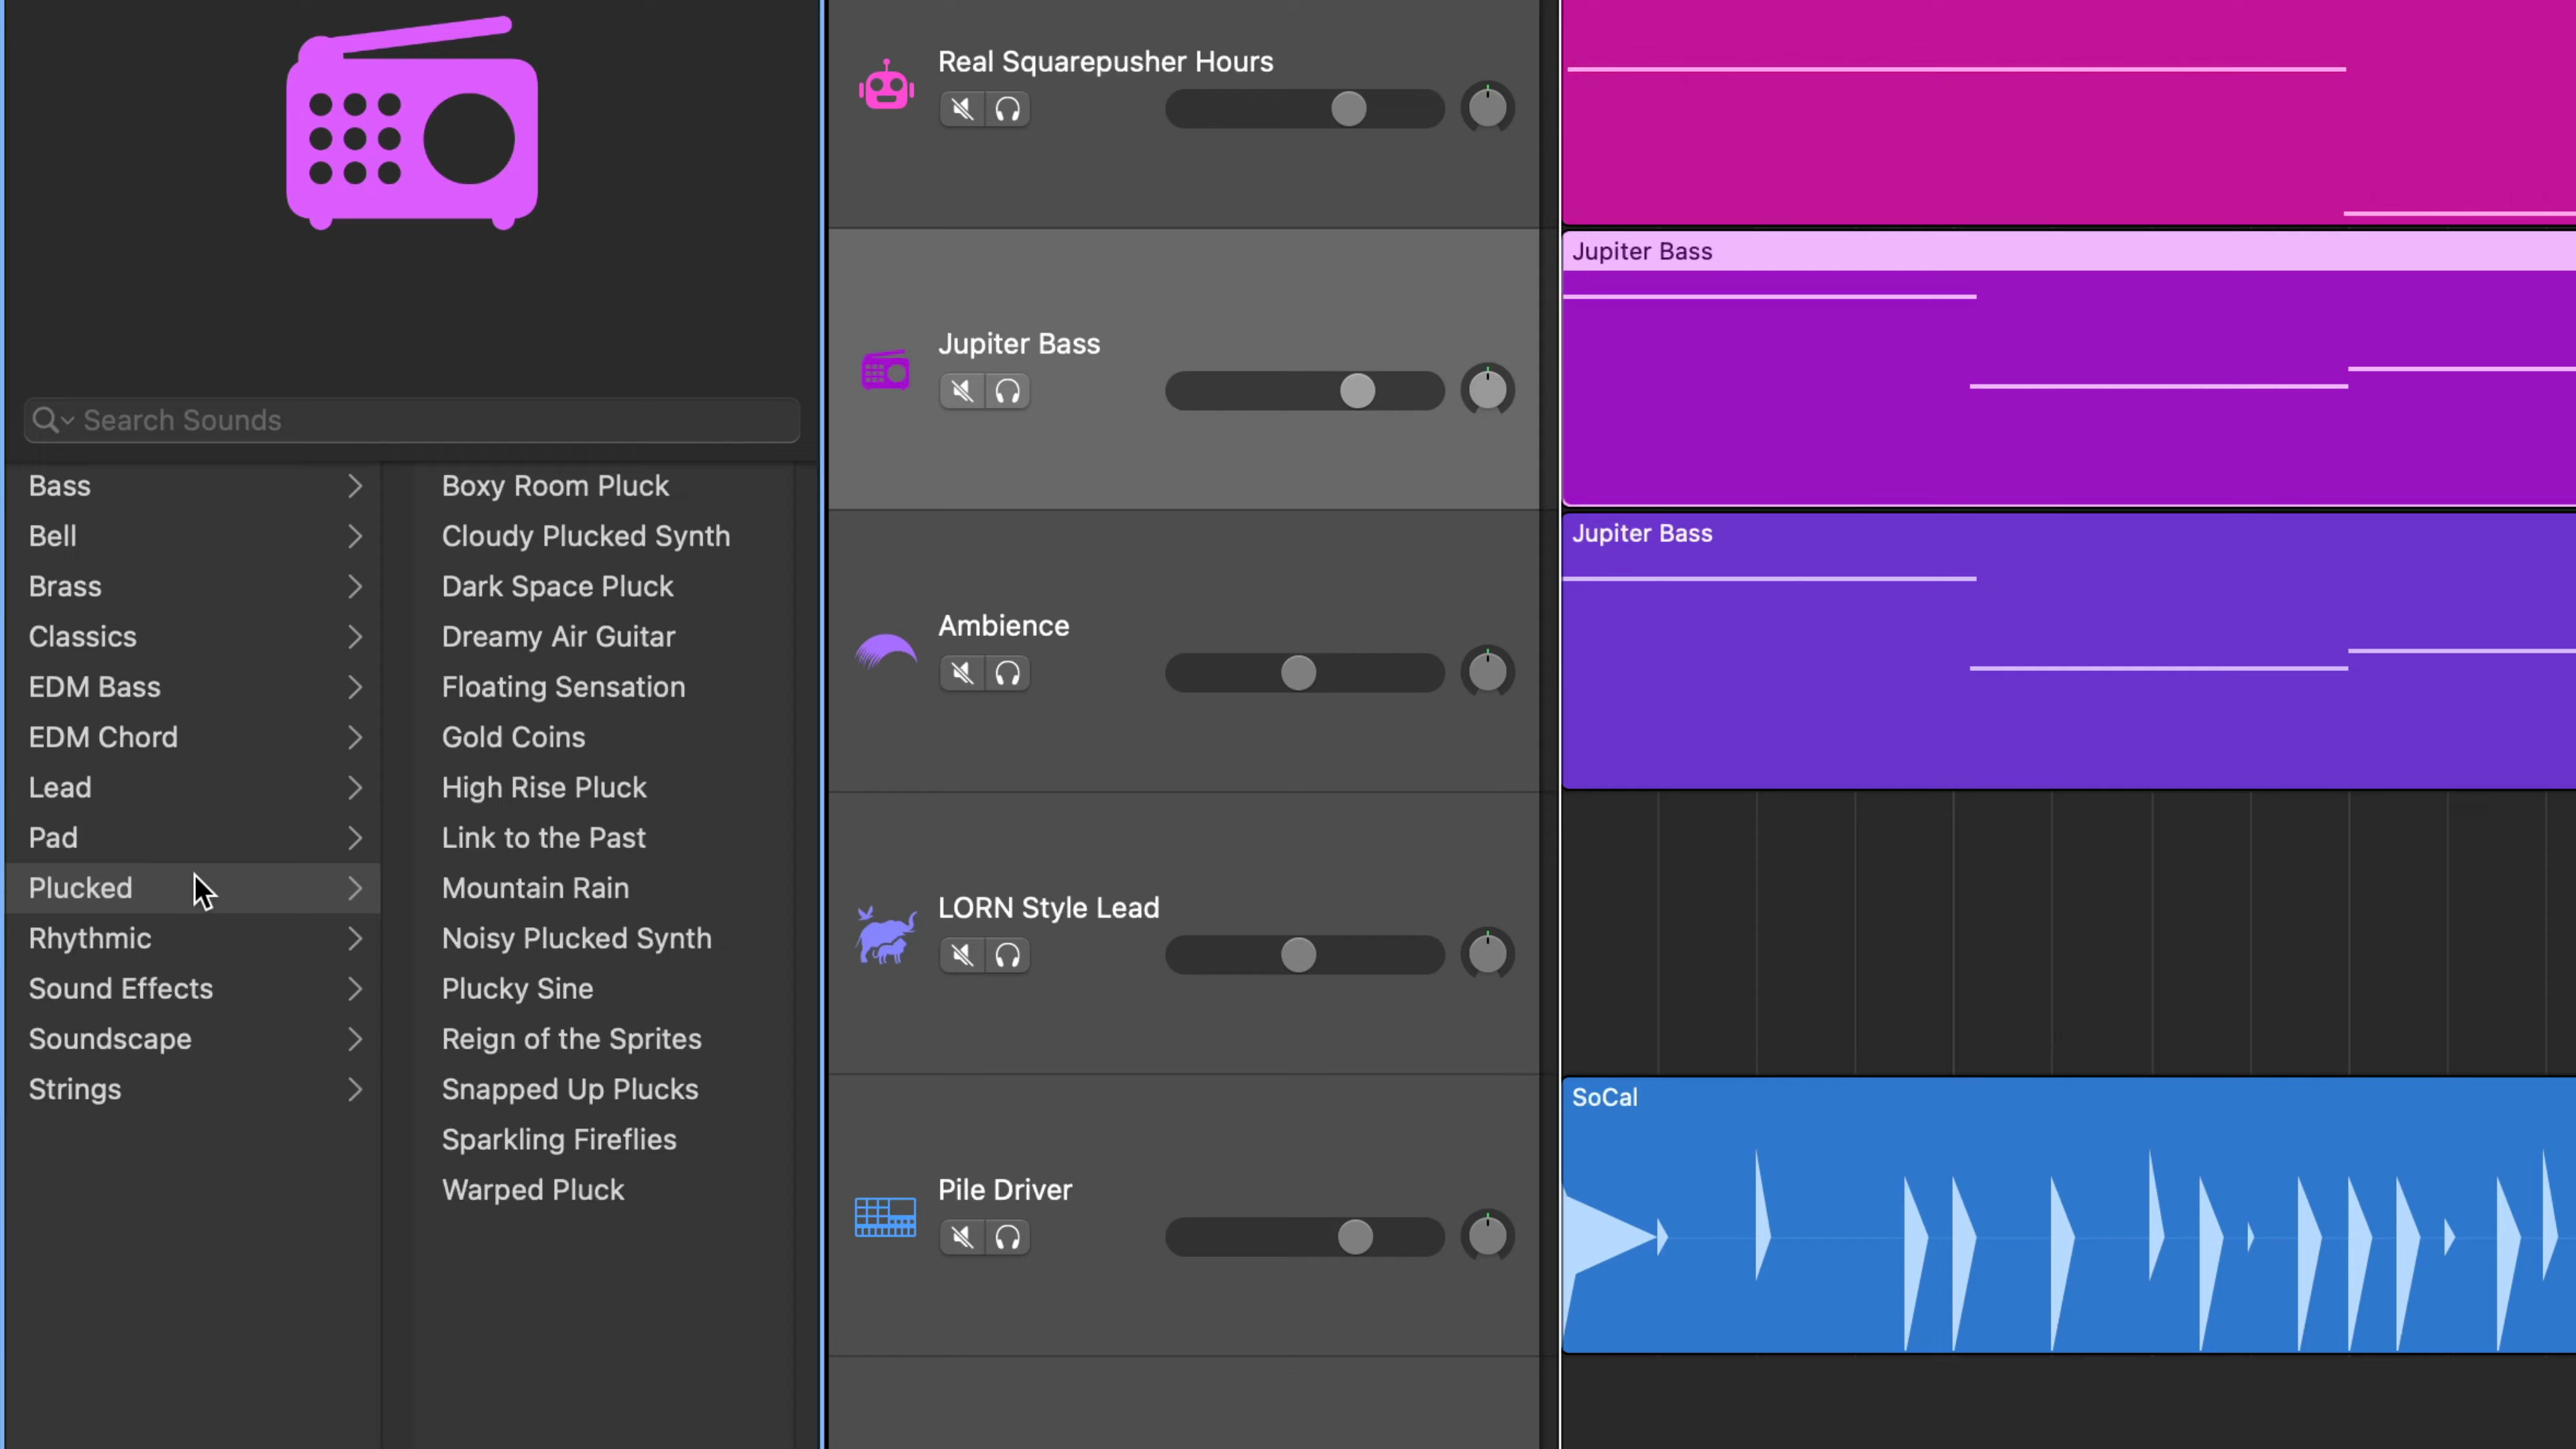 Search Sounds
Bass
Bell
Brass
Classics
EDM Bass
EDM Chord
Lead
Pad
Plucked
Rhythmic
Sound Effects
Soundscape
Strings
Boxy Room Pluck
Cloudy Plucked Synth
Dark Space Pluck
Dreamy Air Guitar
Floating Sensation
Gold Coins
High Rise Pluck
Link to the Past
Mountain Rain
Noisy Plucked Synth
Plucky Sine
Reign of the Sprites
Snapped Up Plucks
Sparkling Fireflies
Warped Pluck
Real Squarepusher Hours
Jupiter Bass
Ambience
LORN Style Lead
Pile Driver
Jupiter Bass
Jupiter Bass
SoCal